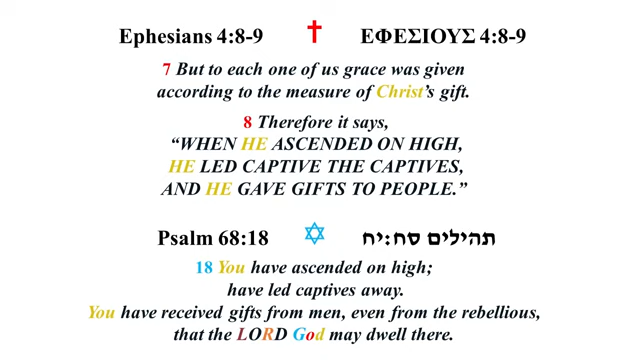 Ephesians 4:8-9 ✝ ΕΦΕΣΙΟΥΣ 4:8-9
7 But to each one of us grace was given
according to the measure of Christ’s gift.
8 Therefore it says,
“WHEN HE ASCENDED ON HIGH,
HE LED CAPTIVE THE CAPTIVES,
AND HE GAVE GIFTS TO PEOPLE.”
Psalm 68:18 ✡ תהילים סח:יח
18 You have ascended on high;
have led captives away.
You have received gifts from men, even from the rebellious,
that the LORD God may dwell there.